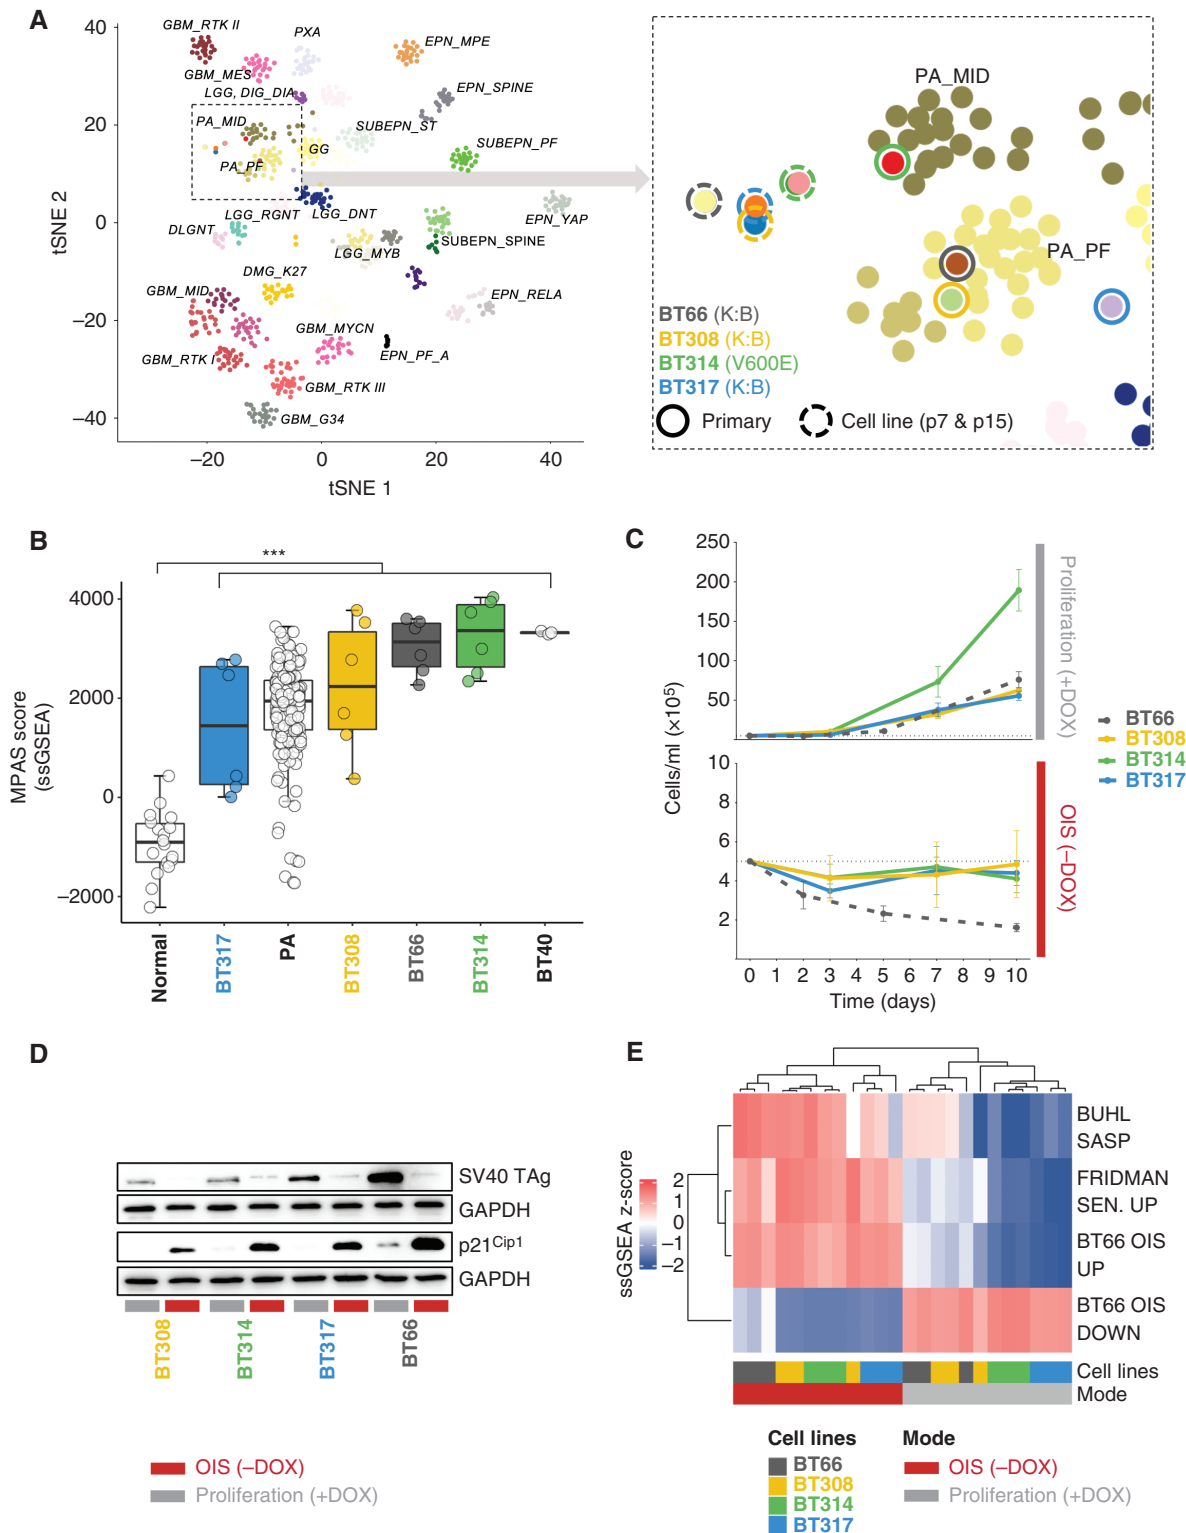 A
40
20
0
−20
−40
tSNE 2
−20
0
20
40
tSNE 1
GBM_RTK II
PXA
EPN_MPE
GBM_MES
LGG, DIG_DIA
EPN_SPINE
PA_MID
SUBEPN_ST
GG
SUBEPN_PF
PA_PF
LGG_RGNT
LGG_DNT
EPN_YAP
DLGNT
SUBEPN_SPINE
LGG_MYB
DMG_K27
GBM_MID
EPN_RELA
GBM_MYCN
EPN_PF_A
GBM_RTK I
GBM_RTK III
GBM_G34
PA_MID
PA_PF
BT66 (K:B)
BT308 (K:B)
BT314 (V600E)
BT317 (K:B)
Primary
Cell line (p7 & p15)
B
***
4000
2000
0
−2000
MPAS score
(ssGSEA)
Normal
BT317
PA
BT308
BT66
BT314
BT40
C
250
200
150
100
50
10
8
6
4
2
Cells/ml (×10⁵)
0
1
2
3
4
5
6
7
8
9
10
Time (days)
Proliferation (+DOX)
OIS (−DOX)
BT66
BT308
BT314
BT317
D
SV40 TAg
GAPDH
p21Cip1
GAPDH
BT308
BT314
BT317
BT66
OIS (−DOX)
Proliferation (+DOX)
E
ssGSEA z-score
2
1
0
−1
−2
BUHL
SASP
FRIDMAN
SEN. UP
BT66 OIS
UP
BT66 OIS
DOWN
Cell lines
Mode
Cell lines
BT66
BT308
BT314
BT317
Mode
OIS (−DOX)
Proliferation (+DOX)